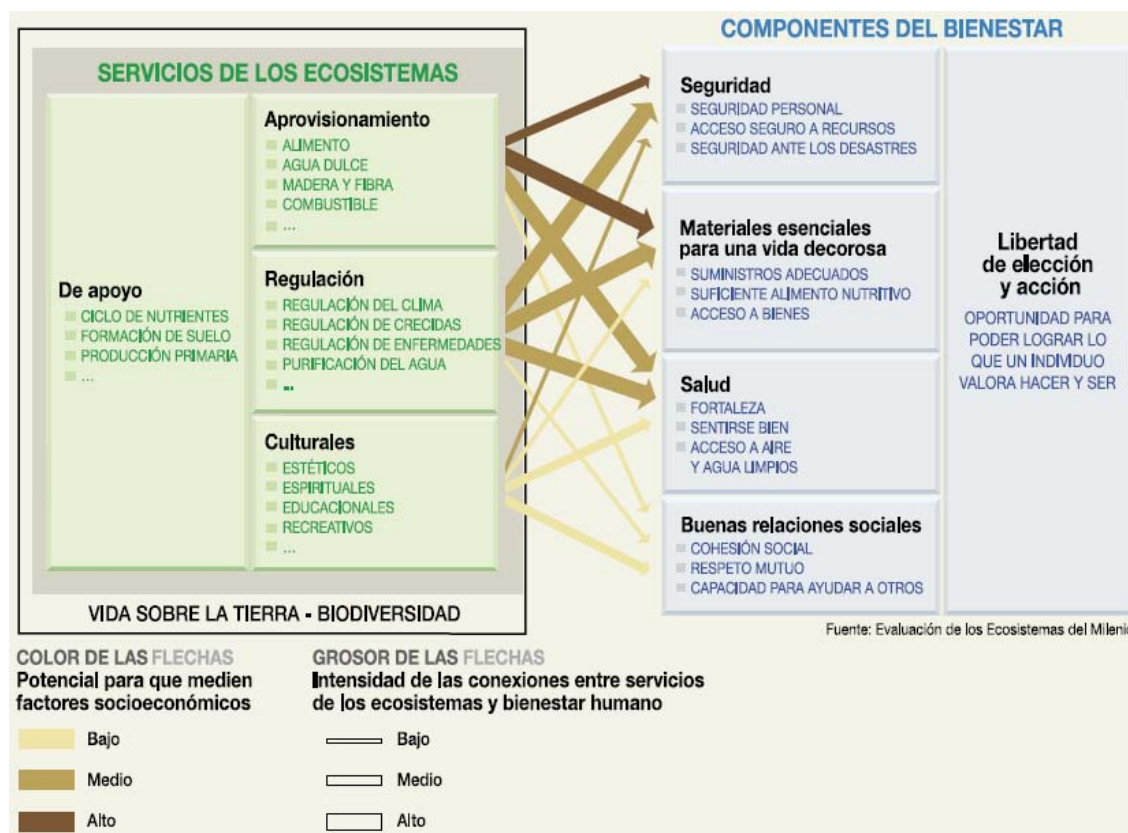 SERVICIOS DE LOS ECOSISTEMAS
De apoyo
CICLO DE NUTRIENTES
FORMACIÓN DE SUELO
PRODUCCIÓN PRIMARIA
...
Aprovisionamiento
ALIMENTO
AGUA DULCE
MADERA Y FIBRA
COMBUSTIBLE
...
Regulación
REGULACIÓN DEL CLIMA
REGULACIÓN DE CRECIDAS
REGULACIÓN DE ENFERMEDADES
PURIFICACIÓN DEL AGUA
...
Culturales
ESTÉTICOS
ESPIRITUALES
EDUCACIONALES
RECREATIVOS
...
VIDA SOBRE LA TIERRA - BIODIVERSIDAD
COMPONENTES DEL BIENESTAR
Seguridad
SEGURIDAD PERSONAL
ACCESO SEGURO A RECURSOS
SEGURIDAD ANTE LOS DESASTRES
Materiales esenciales
para una vida decorosa
SUMINISTROS ADECUADOS
SUFICIENTE ALIMENTO NUTRITIVO
ACCESO A BIENES
Salud
FORTALEZA
SENTIRSE BIEN
ACCESO A AIRE
Y AGUA LIMPIOS
Buenas relaciones sociales
COHESIÓN SOCIAL
RESPETO MUTUO
CAPACIDAD PARA AYUDAR A OTROS
Libertad
de elección
y acción
OPORTUNIDAD PARA
PODER LOGRAR LO
QUE UN INDIVIDUO
VALORA HACER Y SER
Fuente: Evaluación de los Ecosistemas del Milenio
COLOR DE LAS FLECHAS
Potencial para que medien
factores socioeconómicos
Bajo
Medio
Alto
GROSOR DE LAS FLECHAS
Intensidad de las conexiones entre servicios
de los ecosistemas y bienestar humano
Bajo
Medio
Alto